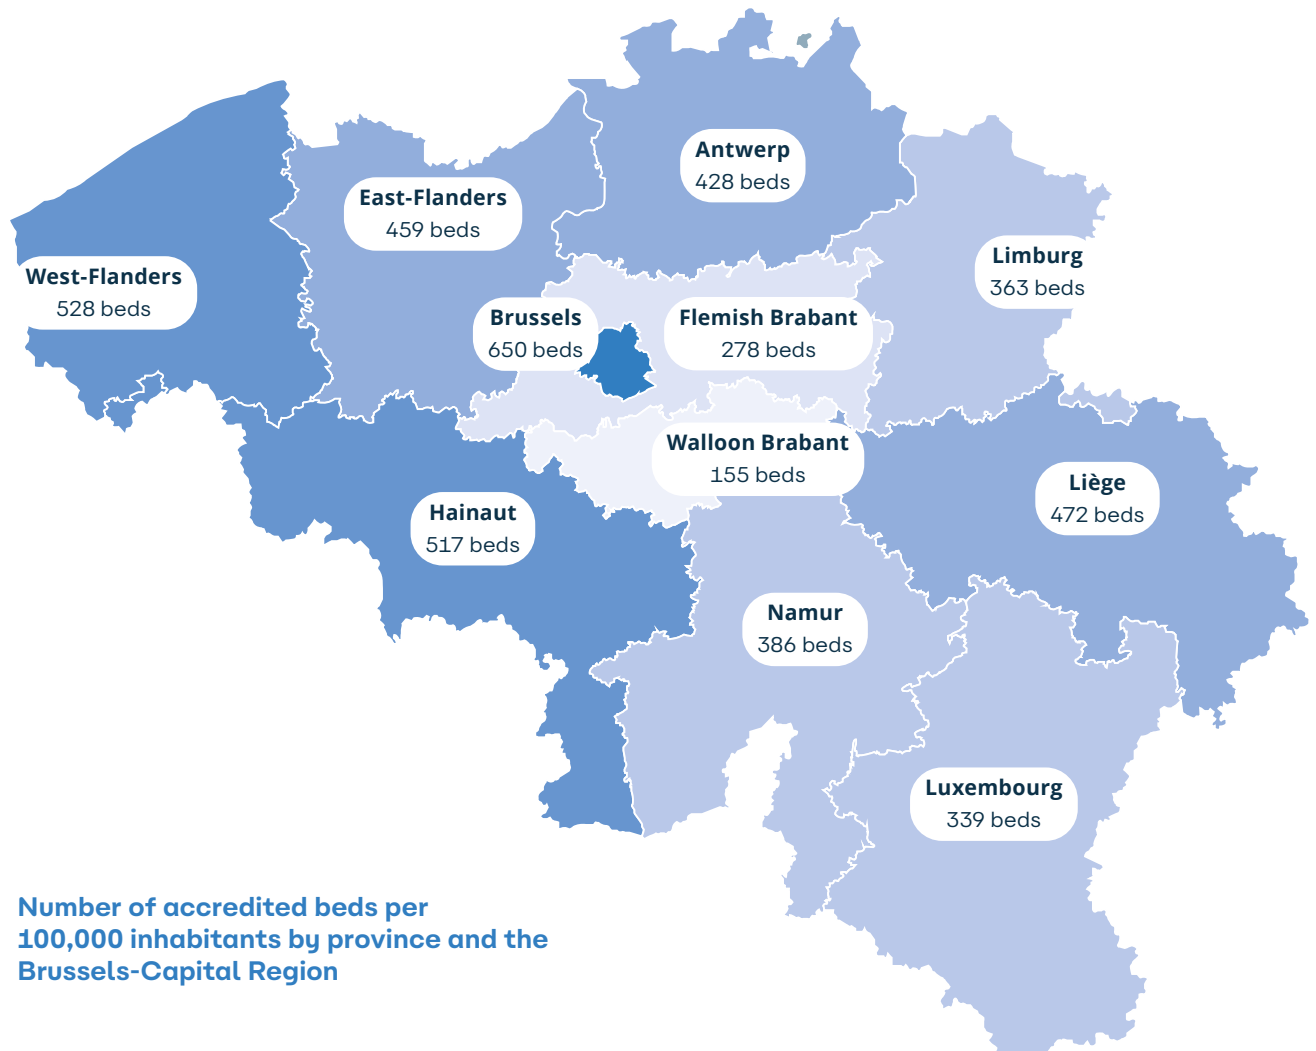 Antwerp
428 beds
East-Flanders
459 beds
West-Flanders
528 beds
Limburg
363 beds
Brussels
650 beds
Flemish Brabant
278 beds
Walloon Brabant
155 beds
Liège
472 beds
Hainaut
517 beds
Namur
386 beds
Luxembourg
339 beds
Number of accredited beds per
100,000 inhabitants by province and the
Brussels-Capital Region